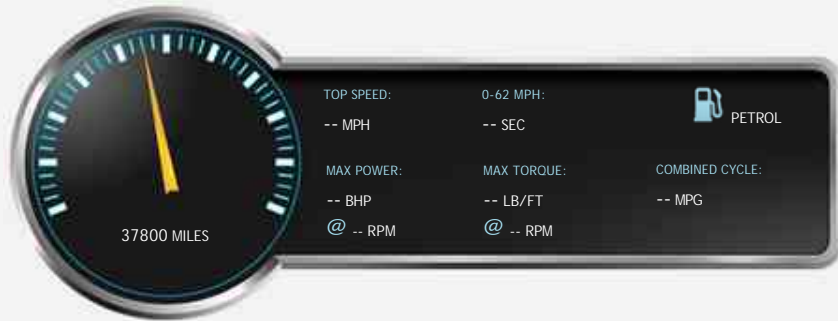 TOP SPEED:
-- MPH
0-62 MPH:
-- SEC
PETROL
MAX POWER:
-- BHP
@ -- RPM
MAX TORQUE:
-- LB/FT
@ -- RPM
COMBINED CYCLE:
-- MPG
37800 MILES